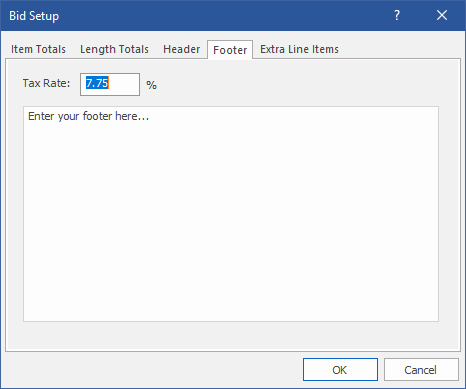 Bid Setup ?
Item Totals Length Totals Header Footer Extra Line Items
Tax Rate: 7.75 %
Enter your footer here...
OK Cancel